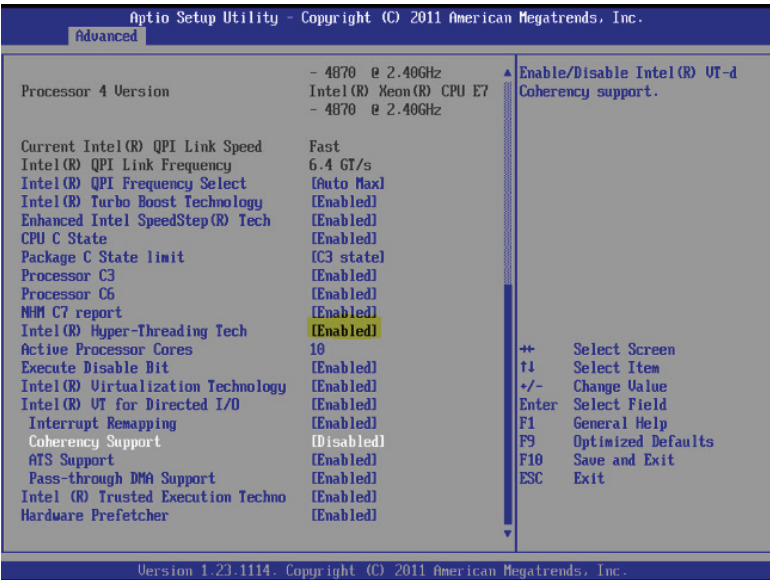 Aptio Setup Utility - Copyright (C) 2011 American Megatrends, Inc.
Advanced
- 4870 @ 2.40GHz
Processor 4 Version Intel(R) Xeon(R) CPU E7
- 4870 @ 2.40GHz
Current Intel(R) QPI Link Speed Fast
Intel(R) QPI Link Frequency 6.4 GT/s
Intel(R) QPI Frequency Select [Auto Max]
Intel(R) Turbo Boost Technology [Enabled]
Enhanced Intel SpeedStep(R) Tech [Enabled]
CPU C State [Enabled]
Package C State limit [C3 state]
Processor C3 [Enabled]
Processor C6 [Enabled]
NHM C7 report [Enabled]
Intel(R) Hyper-Threading Tech [Enabled]
Active Processor Cores 10
Execute Disable Bit [Enabled]
Intel(R) Virtualization Technology [Enabled]
Intel(R) VT for Directed I/O [Enabled]
Interrupt Remapping [Enabled]
Coherency Support [Disabled]
ATS Support [Enabled]
Pass-through DMA Support [Enabled]
Intel (R) Trusted Execution Techno [Enabled]
Hardware Prefetcher [Enabled]
Enable/Disable Intel(R) VT-d
Coherency support.
→← Select Screen
↑↓ Select Item
+/- Change Value
Enter Select Field
F1 General Help
F9 Optimized Defaults
F10 Save and Exit
ESC Exit
Version 1.23.1114. Copyright (C) 2011 American Megatrends, Inc.